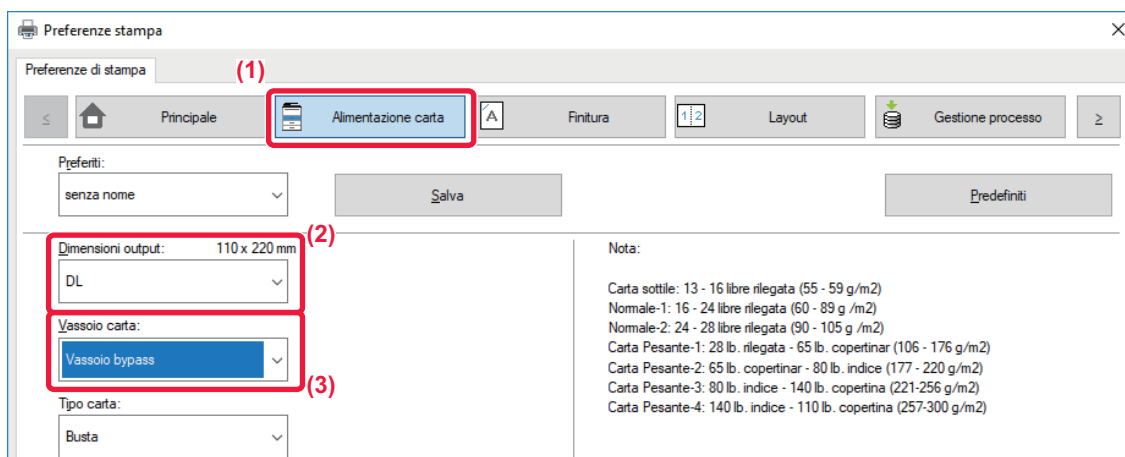 Preferenze stampa
Preferenze di stampa
(1)
< Principale Alimentazione carta A Finitura 1 2 Layout Gestione processo >
Preferiti:
senza nome Salva Predefiniti
(2)
Dimensioni output: 110 x 220 mm
DL
Vassoio carta:
Vassoio bypass
(3)
Tipo carta:
Busta
Nota:
Carta sottile: 13 - 16 libre rilegata (55 - 59 g/m2)
Normale-1: 16 - 24 libre rilegata (60 - 89 g /m2)
Normale-2: 24 - 28 libre rilegata (90 - 105 g /m2)
Carta Pesante-1: 28 lb. rilegata - 65 lb. copertinar (106 - 176 g/m2)
Carta Pesante-2: 65 lb. copertinar - 80 lb. indice (177 - 220 g/m2)
Carta Pesante-3: 80 lb. indice - 140 lb. copertina (221-256 g/m2)
Carta Pesante-4: 140 lb. indice - 110 lb. copertina (257-300 g/m2)